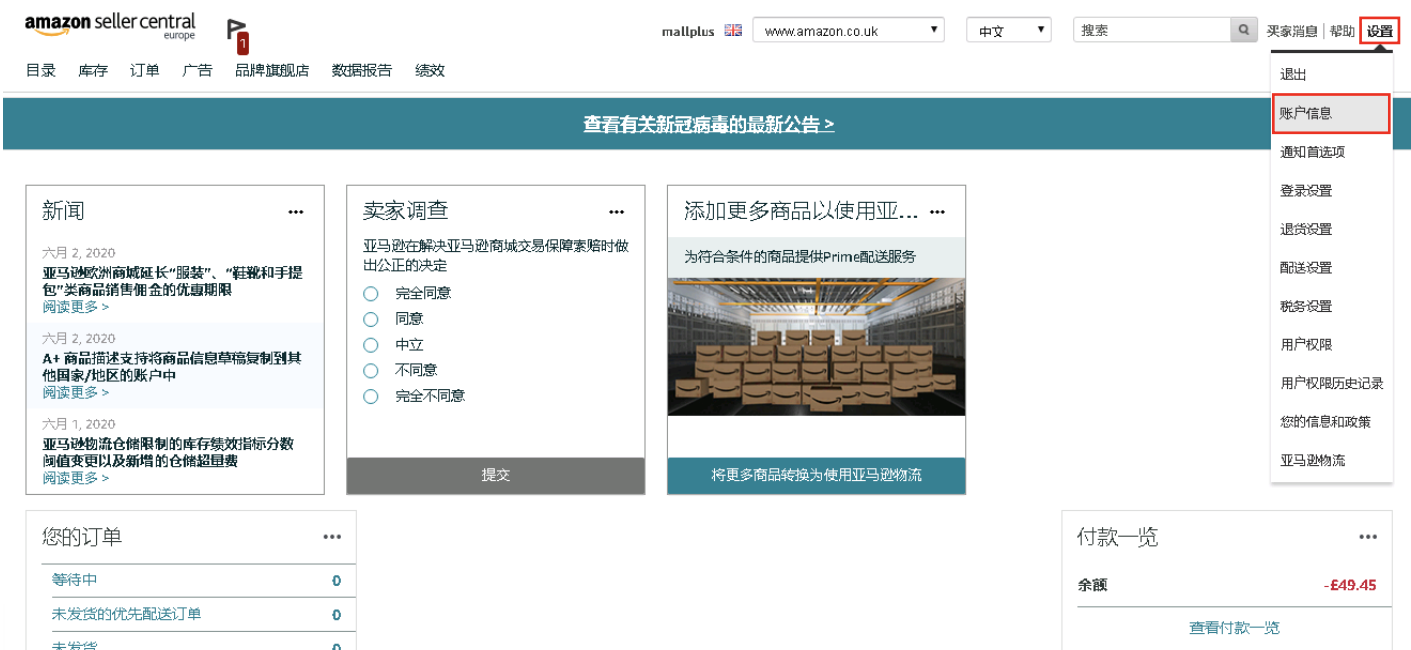 amazon seller central
europe
1
mallplus
www.amazon.co.uk
中文
搜索
买家消息 | 帮助
设置
目录 库存 订单 广告 品牌旗舰店 数据报告 绩效
退出
账户信息
通知首选项
登录设置
退货设置
配送设置
税务设置
用户权限
用户权限历史记录
您的信息和政策
亚马逊物流
查看有关新冠病毒的最新公告 >
新闻
六月 2, 2020
亚马逊欧洲商城延长“服装”、“鞋靴和手提
包”类商品销售佣金的优惠期限
阅读更多 >
六月 2, 2020
A+ 商品描述支持将商品信息草稿复制到其
他国家/地区的账户中
阅读更多 >
六月 1, 2020
亚马逊物流仓储限制的库存绩效指标分数
阈值变更以及新增的仓储超量费
阅读更多 >
卖家调查
亚马逊在解决亚马逊商城交易保障索赔时做
出公正的决定
完全同意
同意
中立
不同意
完全不同意
提交
添加更多商品以使用亚...
为符合条件的商品提供Prime配送服务
将更多商品转换为使用亚马逊物流
您的订单
等待中 0
未发货的优先配送订单 0
未发货 0
付款一览
余额 -£49.45
查看付款一览